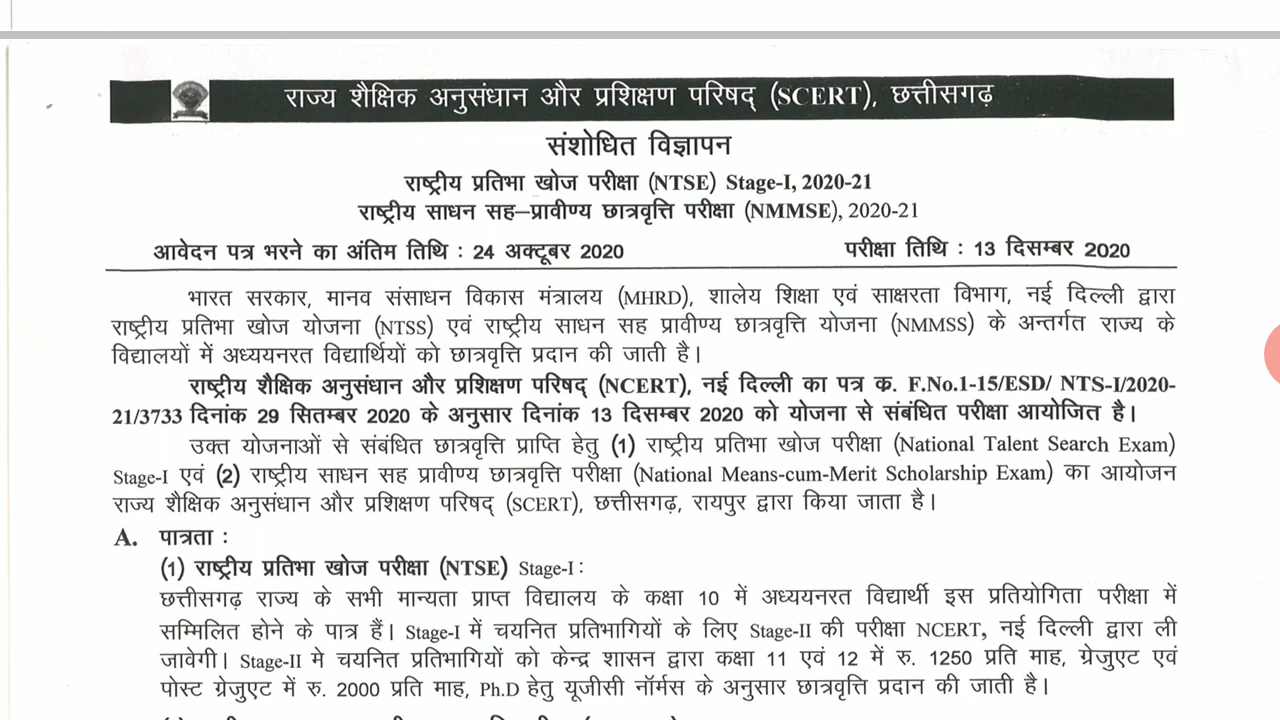 राज्य शैक्षिक अनुसंधान और प्रशिक्षण परिषद् (SCERT), छत्तीसगढ़
संशोधित विज्ञापन
राष्ट्रीय प्रतिभा खोज परीक्षा (NTSE) Stage-I, 2020-21
राष्ट्रीय साधन सह–प्रावीण्य छात्रवृत्ति परीक्षा (NMMSE), 2020-21
आवेदन पत्र भरने का अंतिम तिथि : 24 अक्टूबर 2020 परीक्षा तिथि : 13 दिसम्बर 2020
भारत सरकार, मानव संसाधन विकास मंत्रालय (MHRD), शालेय शिक्षा एवं साक्षरता विभाग, नई दिल्ली द्वारा
राष्ट्रीय प्रतिभा खोज योजना (NTSS) एवं राष्ट्रीय साधन सह प्रावीण्य छात्रवृत्ति योजना (NMMSS) के अन्तर्गत राज्य के
विद्यालयों में अध्ययनरत विद्यार्थियों को छात्रवृत्ति प्रदान की जाती है।
राष्ट्रीय शैक्षिक अनुसंधान और प्रशिक्षण परिषद् (NCERT), नई दिल्ली का पत्र क्र. F.No.1-15/ESD/ NTS-I/2020-
21/3733 दिनांक 29 सितम्बर 2020 के अनुसार दिनांक 13 दिसम्बर 2020 को योजना से संबंधित परीक्षा आयोजित है।
उक्त योजनाओं से संबंधित छात्रवृत्ति प्राप्ति हेतु (1) राष्ट्रीय प्रतिभा खोज परीक्षा (National Talent Search Exam)
Stage-I एवं (2) राष्ट्रीय साधन सह प्रावीण्य छात्रवृत्ति परीक्षा (National Means-cum-Merit Scholarship Exam) का आयोजन
राज्य शैक्षिक अनुसंधान और प्रशिक्षण परिषद् (SCERT), छत्तीसगढ़, रायपुर द्वारा किया जाता है।
A. पात्रता :
(1) राष्ट्रीय प्रतिभा खोज परीक्षा (NTSE) Stage-I :
छत्तीसगढ़ राज्य के सभी मान्यता प्राप्त विद्यालय के कक्षा 10 में अध्ययनरत विद्यार्थी इस प्रतियोगिता परीक्षा में
सम्मिलित होने के पात्र हैं। Stage-I में चयनित प्रतिभागियों के लिए Stage-II की परीक्षा NCERT, नई दिल्ली द्वारा ली
जावेगी। Stage-II मे चयनित प्रतिभागियों को केन्द्र शासन द्वारा कक्षा 11 एवं 12 में रु. 1250 प्रति माह, ग्रेजुएट एवं
पोस्ट ग्रेजुएट में रु. 2000 प्रति माह, Ph.D हेतु यूजीसी नॉर्मस के अनुसार छात्रवृत्ति प्रदान की जाती है।